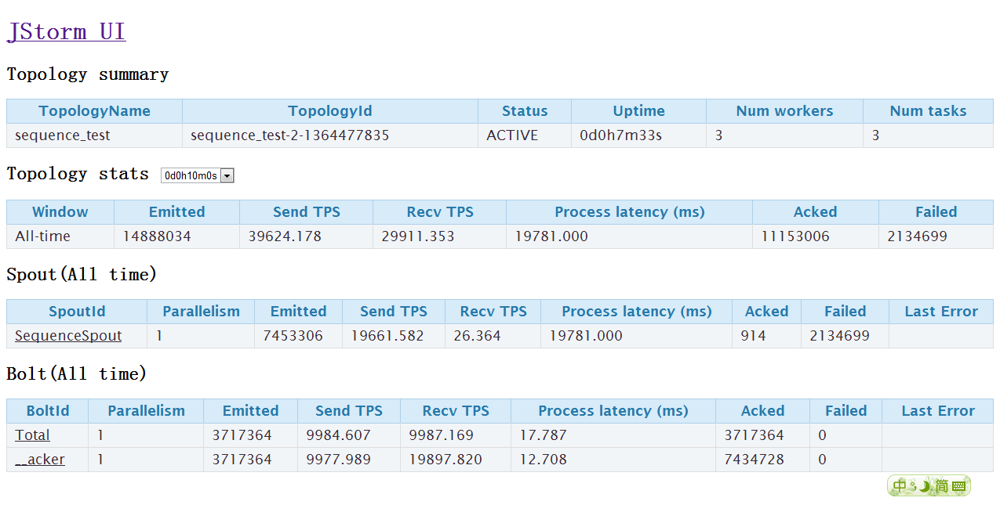 JStorm UI
Topology summary
TopologyName TopologyId Status Uptime Num workers Num tasks
sequence_test sequence_test-2-1364477835 ACTIVE 0d0h7m33s 3 3
Topology stats 0d0h10m0s
Window Emitted Send TPS Recv TPS Process latency (ms) Acked Failed
All-time 14888034 39624.178 29911.353 19781.000 11153006 2134699
Spout(All time)
SpoutId Parallelism Emitted Send TPS Recv TPS Process latency (ms) Acked Failed Last Error
SequenceSpout 1 7453306 19661.582 26.364 19781.000 914 2134699
Bolt(All time)
BoltId Parallelism Emitted Send TPS Recv TPS Process latency (ms) Acked Failed Last Error
Total 1 3717364 9984.607 9987.169 17.787 3717364 0
__acker 1 3717364 9977.989 19897.820 12.708 7434728 0
中 简